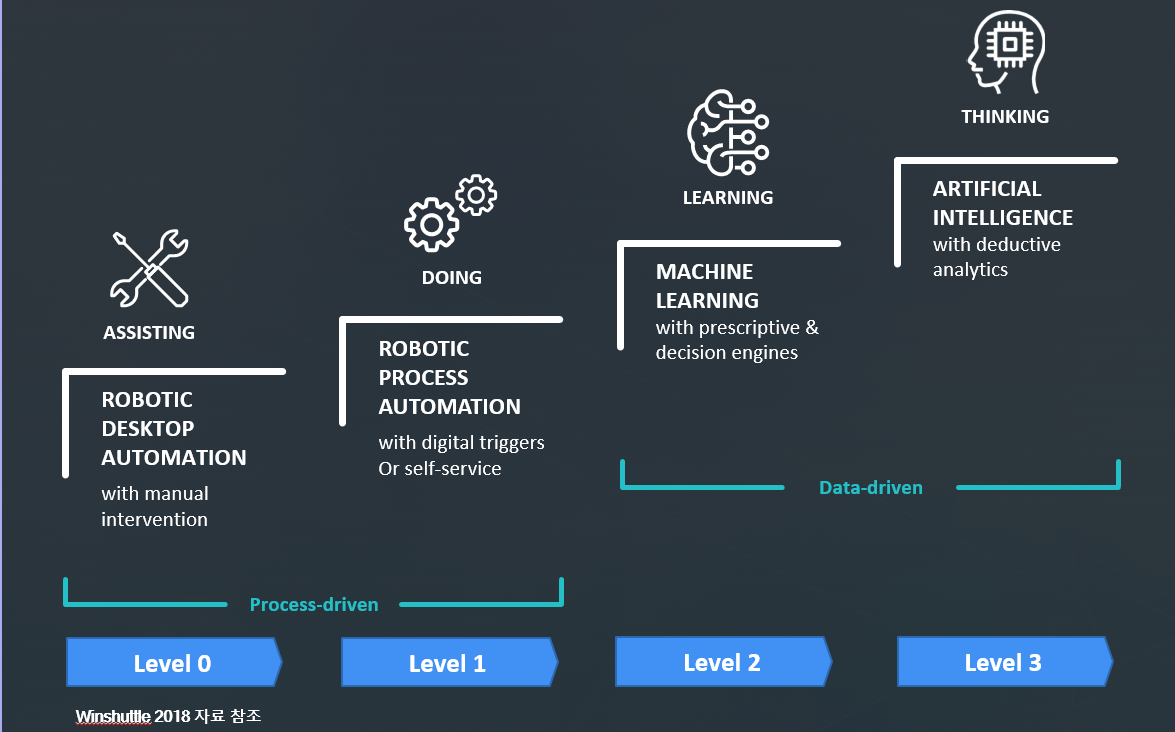 ASSISTING
ROBOTIC
DESKTOP
AUTOMATION
with manual
intervention
DOING
ROBOTIC
PROCESS
AUTOMATION
with digital triggers
Or self-service
LEARNING
MACHINE
LEARNING
with prescriptive &
decision engines
THINKING
ARTIFICIAL
INTELLIGENCE
with deductive
analytics
Process-driven
Data-driven
Level 0
Level 1
Level 2
Level 3
Winshuttle 2018 자료 참조